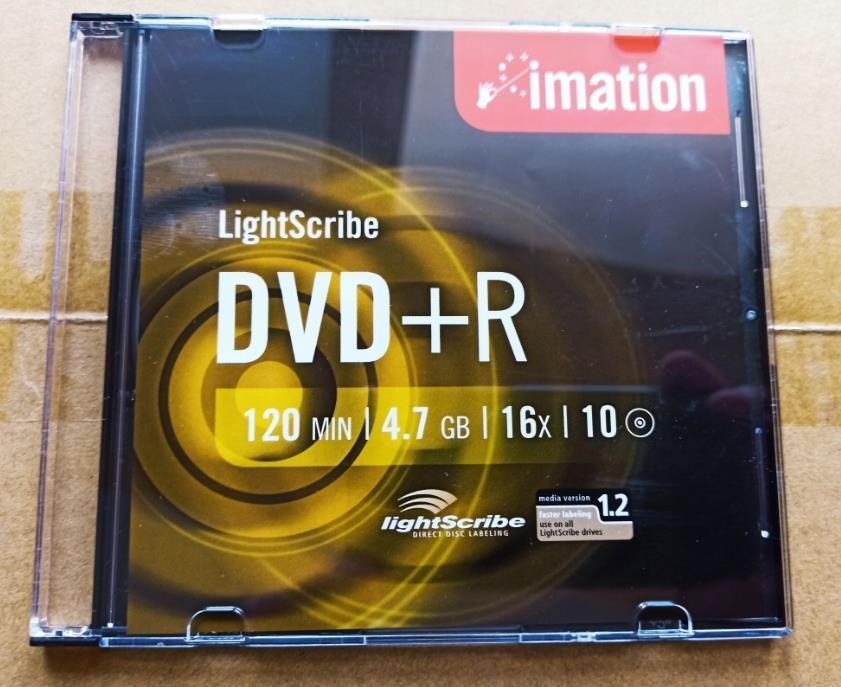 imation
LightScribe
DVD+R
120 MIN | 4.7 GB | 16x | 10
lightScribe
DIRECT DISC LABELING
media version 1.2
faster labeling
use on all
LightScribe drives